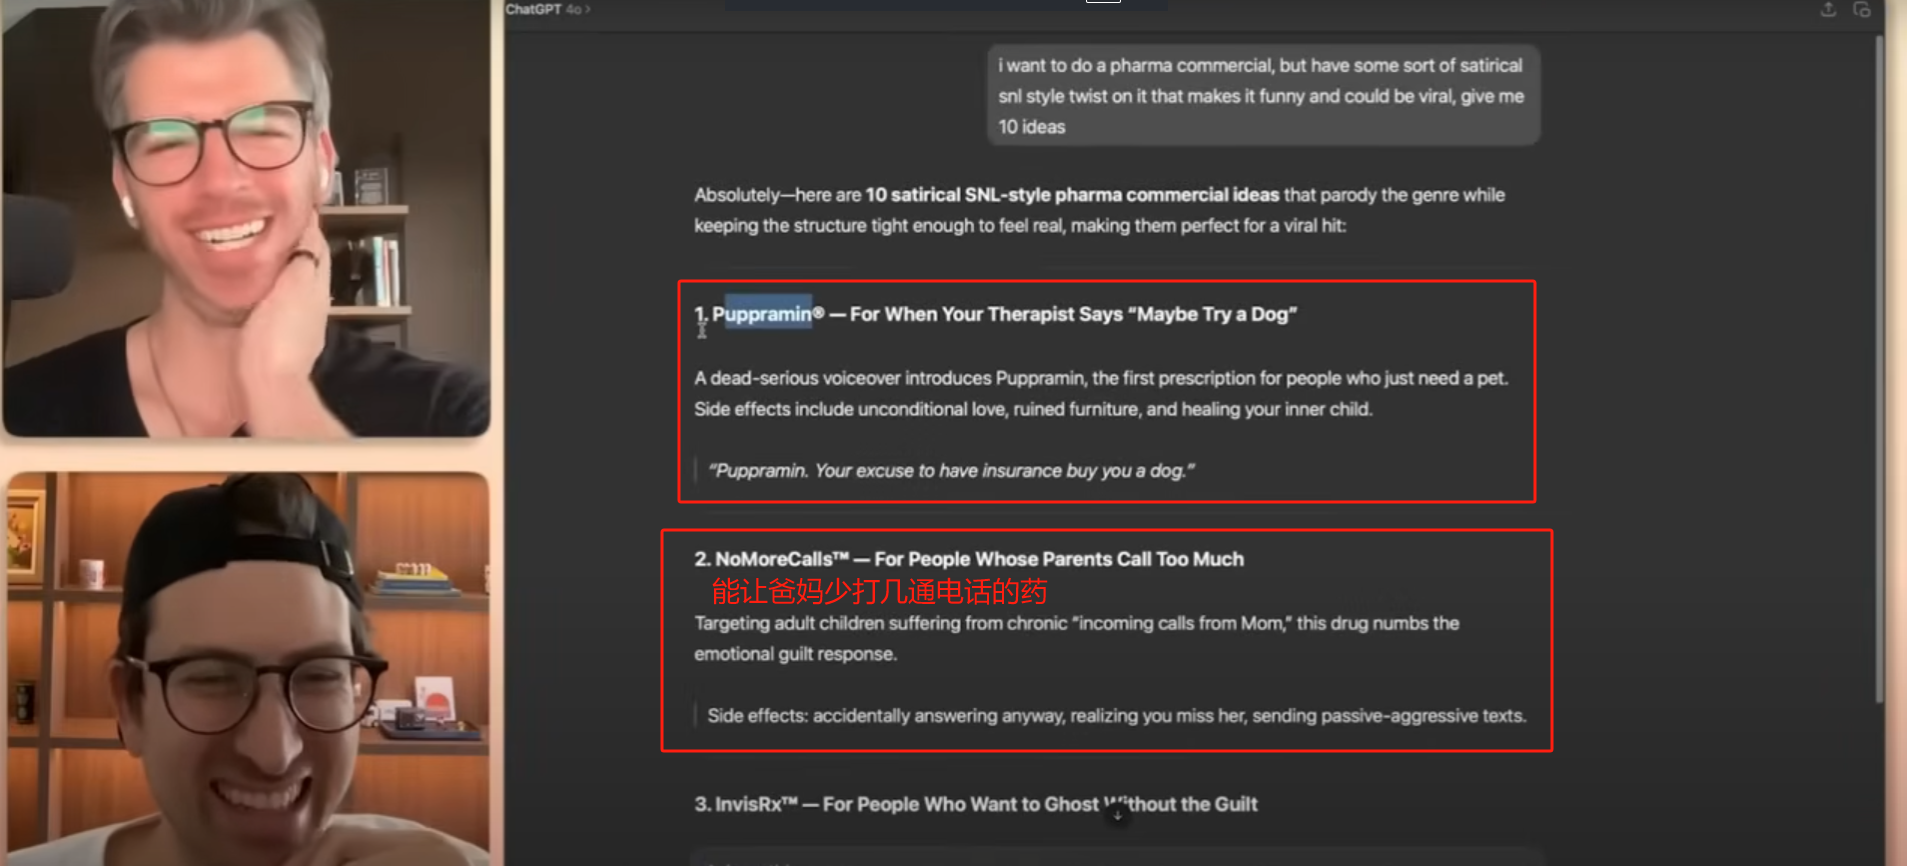 ChatGPT 4o >
i want to do a pharma commercial, but have some sort of satirical
snl style twist on it that makes it funny and could be viral, give me
10 ideas
Absolutely—here are 10 satirical SNL-style pharma commercial ideas that parody the genre while
keeping the structure tight enough to feel real, making them perfect for a viral hit:
1. Puppramin® — For When Your Therapist Says “Maybe Try a Dog”
A dead-serious voiceover introduces Puppramin, the first prescription for people who just need a pet.
Side effects include unconditional love, ruined furniture, and healing your inner child.
“Puppramin. Your excuse to have insurance buy you a dog.”
2. NoMoreCalls™ — For People Whose Parents Call Too Much
能让爸妈少打几通电话的药
Targeting adult children suffering from chronic “incoming calls from Mom,” this drug numbs the
emotional guilt response.
Side effects: accidentally answering anyway, realizing you miss her, sending passive-aggressive texts.
3. InvisRx™ — For People Who Want to Ghost Without the Guilt